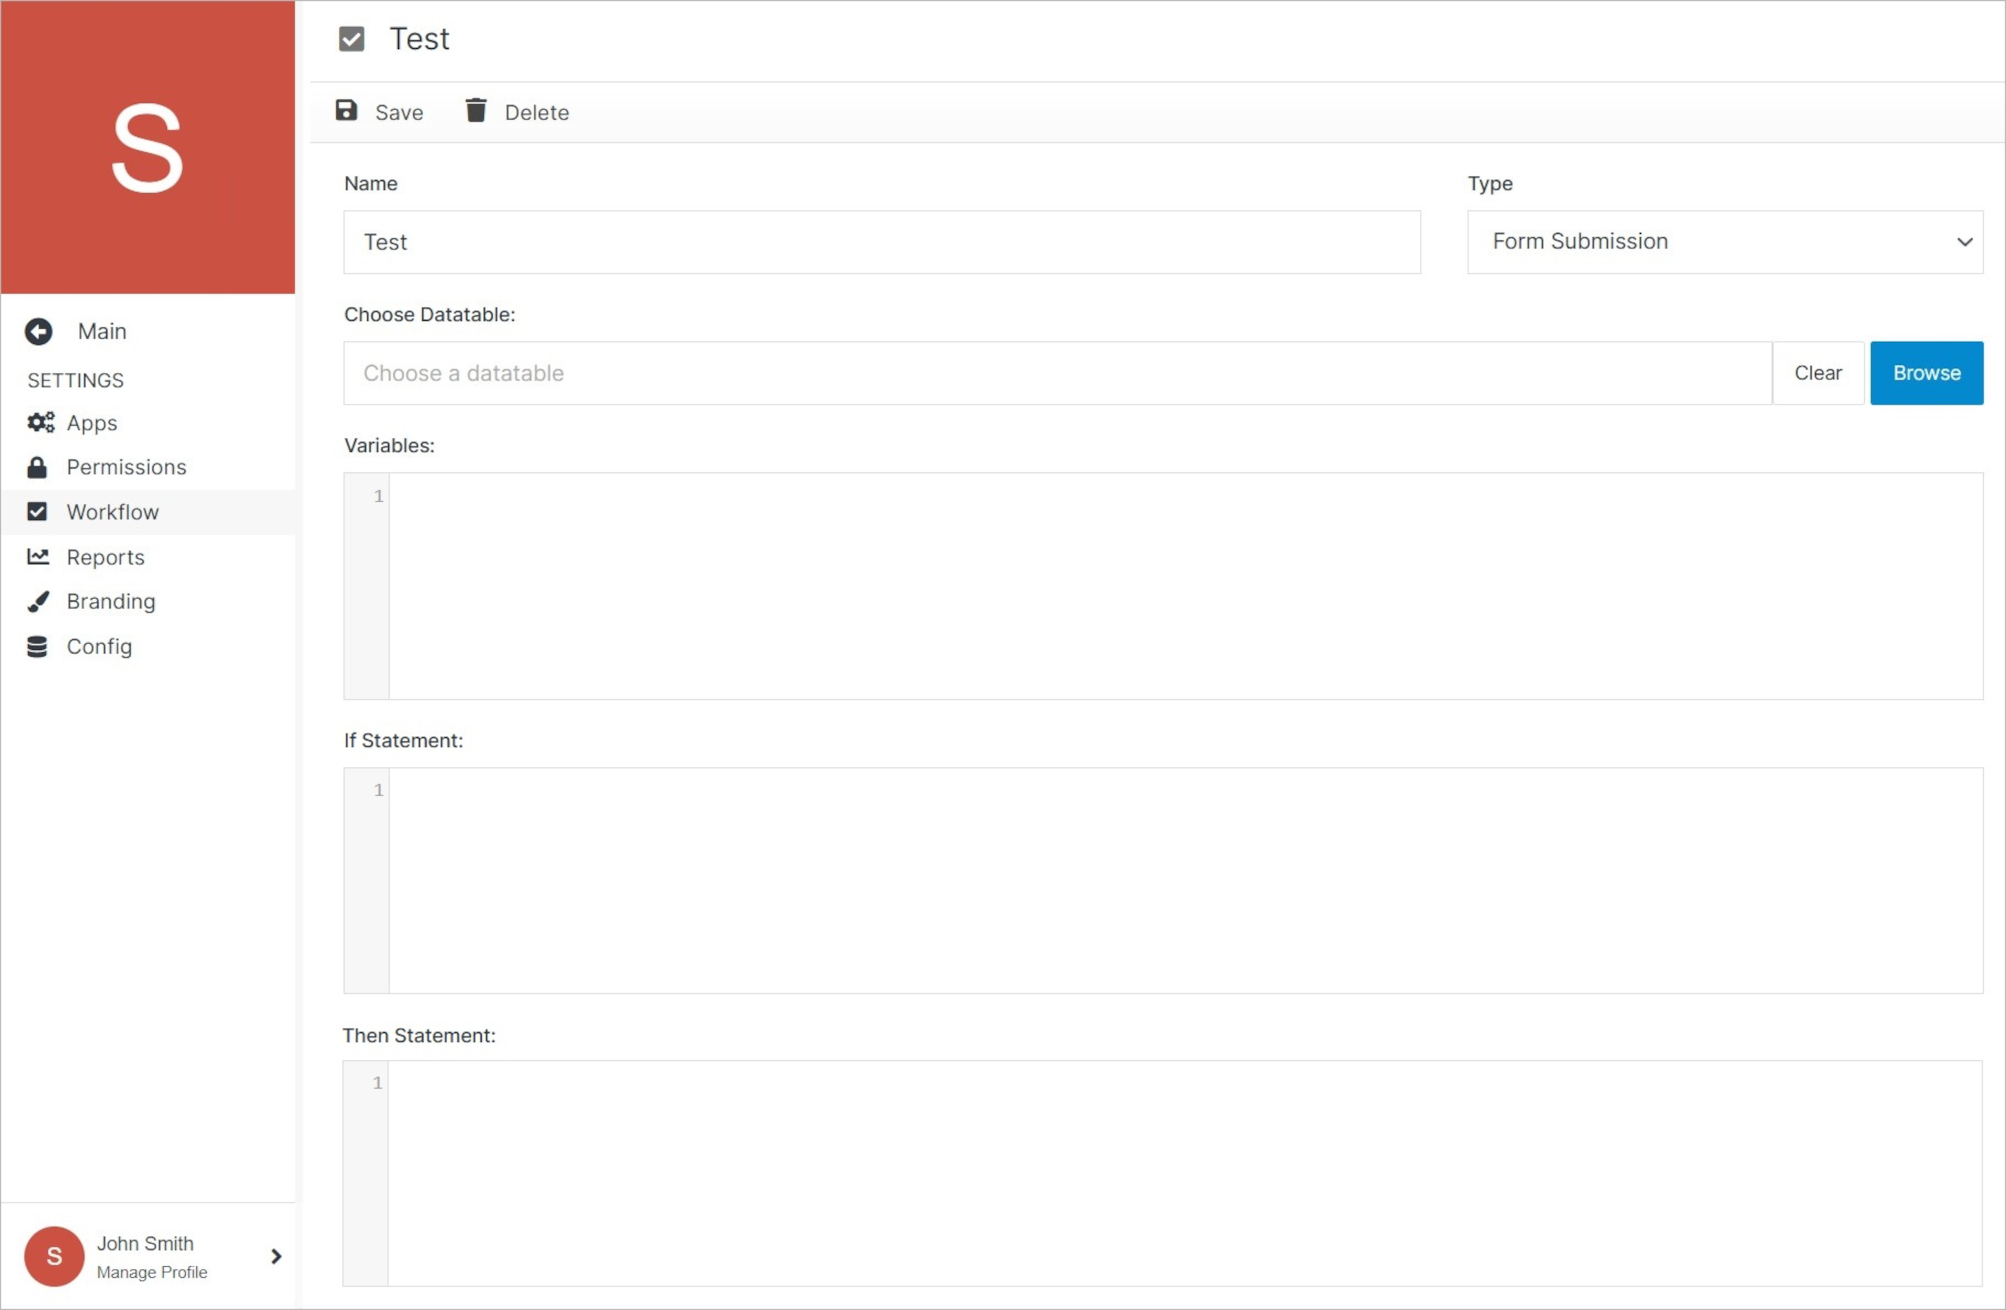 S
Main
SETTINGS
Apps
Permissions
Workflow
Reports
Branding
Config
S
John Smith
Manage Profile
Test
Save Delete
Name
Test
Type
Form Submission
Choose Datatable:
Choose a datatable
Clear
Browse
Variables:
1
If Statement:
1
Then Statement:
1